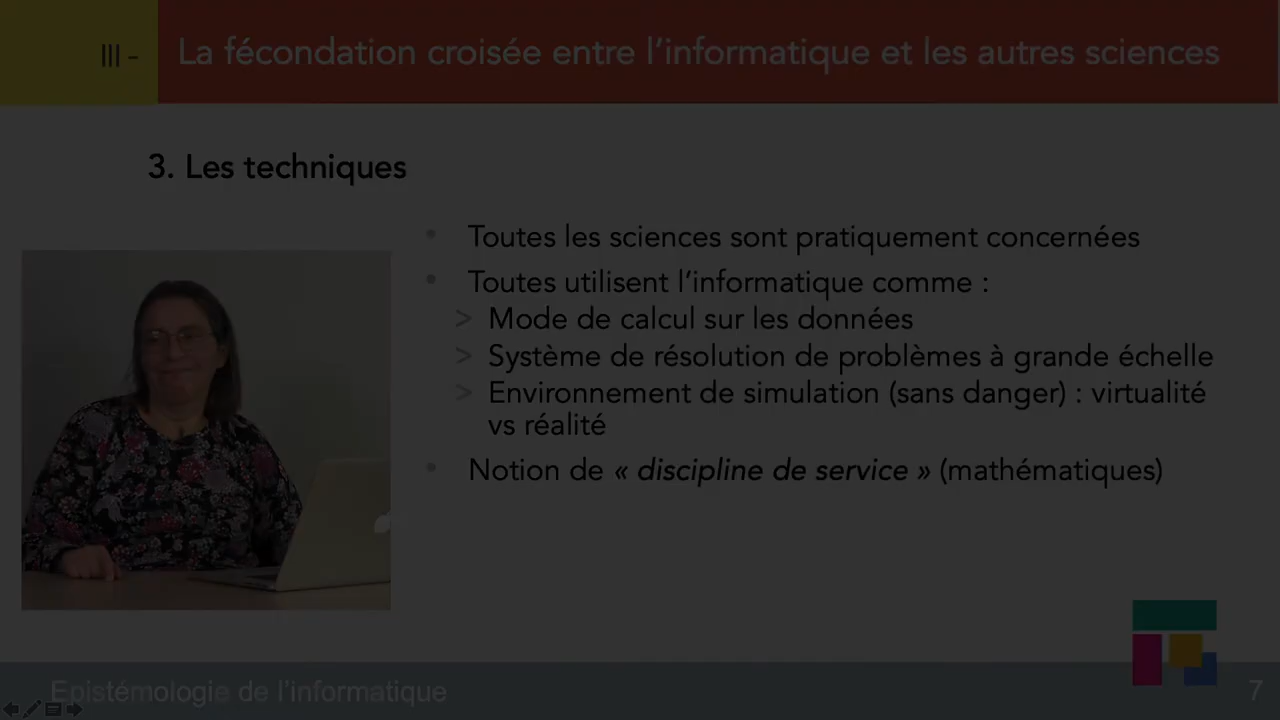 III - La fécondation croisée entre l’informatique et les autres sciences
3. Les techniques
• Toutes les sciences sont pratiquement concernées
• Toutes utilisent l’informatique comme :
> Mode de calcul sur les données
> Système de résolution de problèmes à grande échelle
> Environnement de simulation (sans danger) : virtualité
vs réalité
• Notion de « discipline de service » (mathématiques)
Epistémologie de l’informatique
7